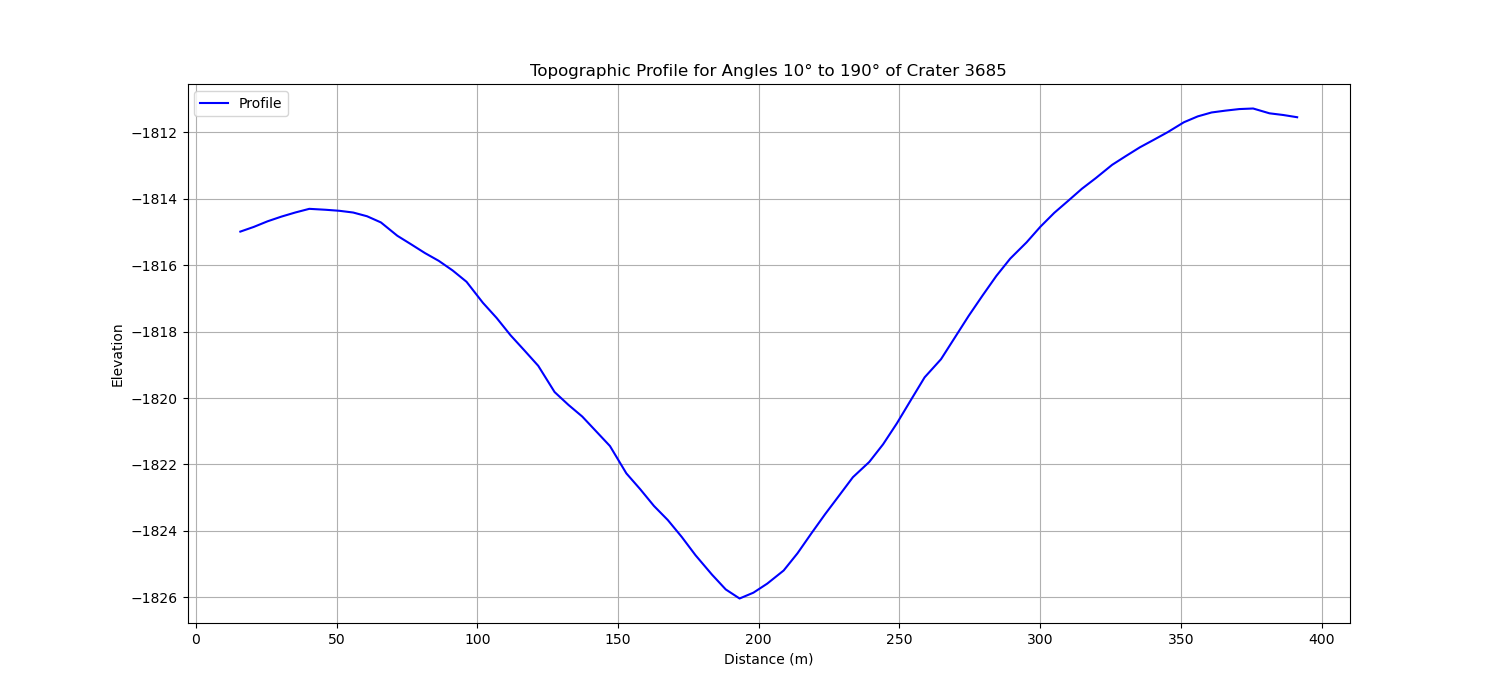 Topographic Profile for Angles 10° to 190° of Crater 3685
Profile
−1812
−1814
−1816
−1818
−1820
−1822
−1824
−1826
Elevation
0 50 100 150 200 250 300 350 400
Distance (m)